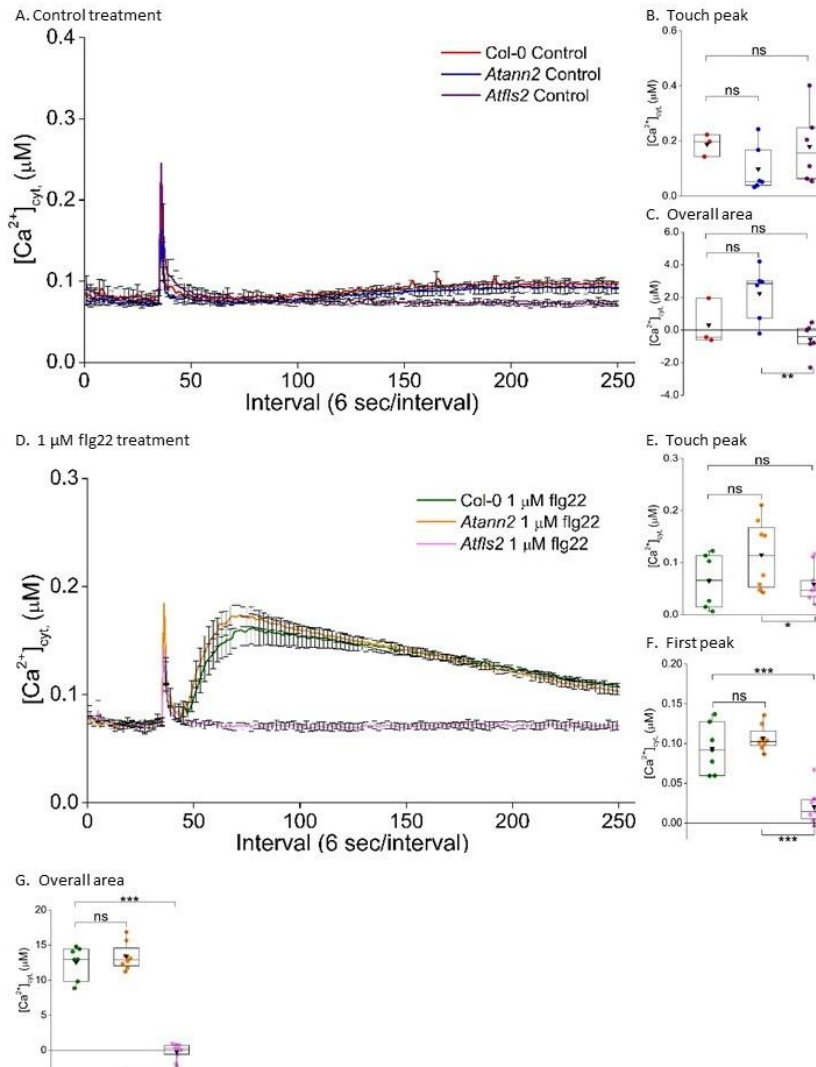 A. Control treatment
Col-0 Control
Atann2 Control
Atfls2 Control
[Ca2+]cyt, (μM)
0.4
0.3
0.2
0.1
0.0
0 50 100 150 200 250
Interval (6 sec/interval)
B. Touch peak
ns
ns
[Ca2+]cyt, (μM)
0.6
0.4
0.2
0.0
C. Overall area
ns
ns
[Ca2+]cyt, (μM)
6.0
4.0
2.0
0.0
-2.0
-4.0
**
D. 1 μM flg22 treatment
Col-0 1 μM flg22
Atann2 1 μM flg22
Atfls2 1 μM flg22
[Ca2+]cyt, (μM)
0.3
0.2
0.1
0.0
0 50 100 150 200 250
Interval (6 sec/interval)
E. Touch peak
ns
ns
[Ca2+]cyt, (μM)
0.3
0.2
0.1
0.0
*
F. First peak
***
ns
[Ca2+]cyt, (μM)
0.20
0.15
0.10
0.05
0.00
***
G. Overall area
***
ns
[Ca2+]cyt, (μM)
20
15
10
5
0